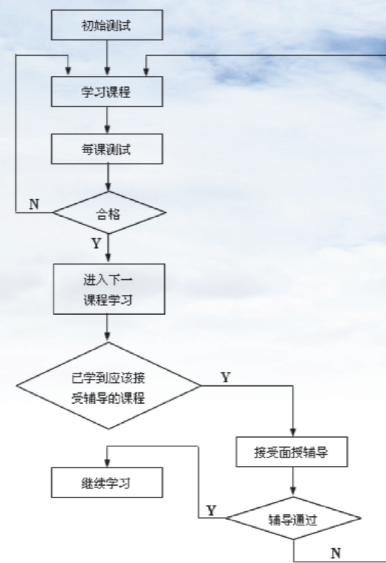 初始测试
学习课程
每课测试
合格
N
Y
进入下一
课程学习
已学到应该接
受辅导的课程
Y
接受面授辅导
继续学习
Y
辅导通过
N